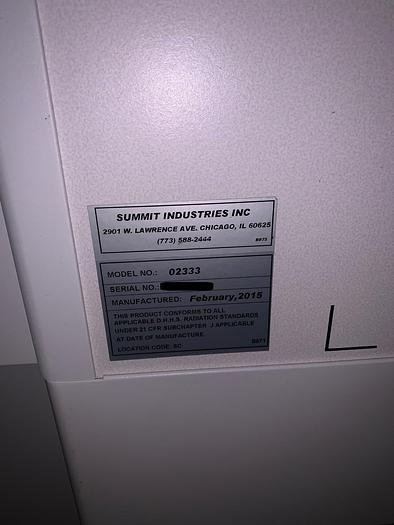 SUMMIT INDUSTRIES INC
2901 W. LAWRENCE AVE. CHICAGO, IL 60625
(773) 588-2444
MODEL NO.: 02333
SERIAL NO.:
MANUFACTURED: February,2015
THIS PRODUCT CONFORMS TO ALL
APPLICABLE D.H.H.S. RADIATION STANDARDS
UNDER 21 CFR SUBCHAPTER J APPLICABLE
AT DATE OF MANUFACTURE.
LOCATION CODE: SC